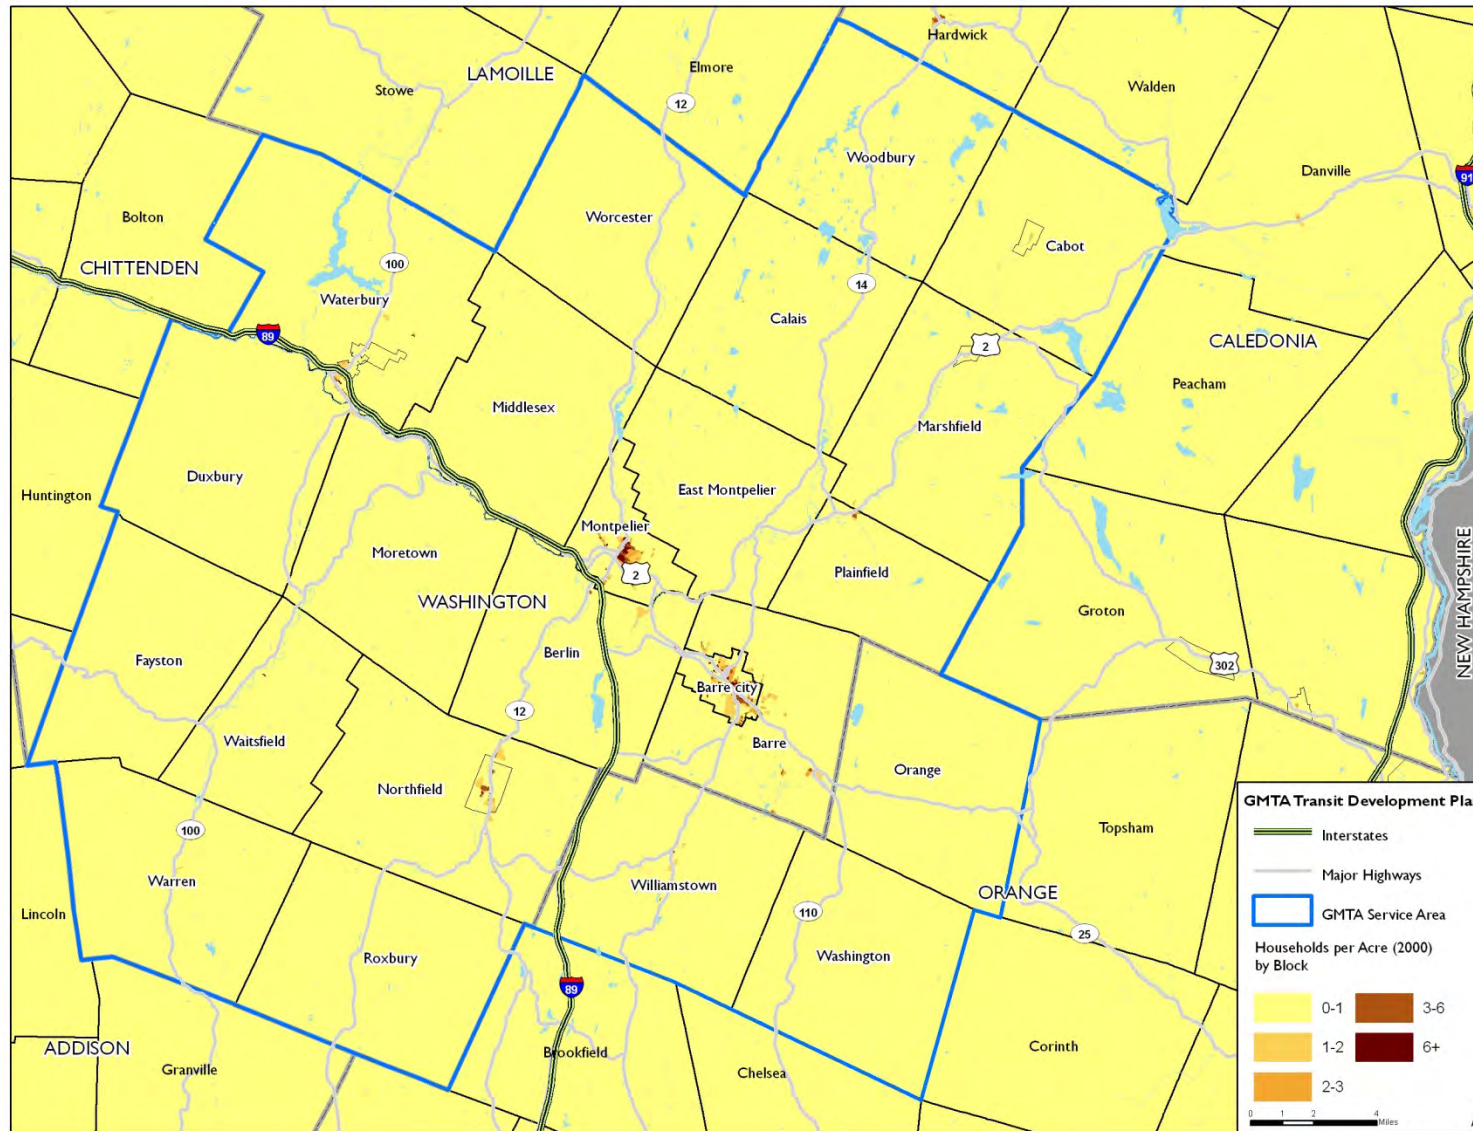 Hardwick
Elmore
LAMOILLE
Stowe
Walden
12
Woodbury
Danville
91
Bolton
Worcester
Cabot
CHITTENDEN
100
14
Waterbury
Calais
89
2
CALEDONIA
Peacham
Middlesex
Marshfield
Duxbury
Huntington
East Montpelier
Montpelier
Moretown
2
Plainfield
NEW HAMPSHIRE
WASHINGTON
Groton
Berlin
Fayston
302
Barre city
12
Waitsfield
Barre
Orange
Northfield
100
Topsham
Warren
Williamstown
ORANGE
Lincoln
110
25
Roxbury
Washington
89
ADDISON
Granville
Brookfield
Chelsea
Corinth
GMTA Transit Development Pla
Interstates
Major Highways
GMTA Service Area
Households per Acre (2000)
by Block
0-1
3-6
1-2
6+
2-3
0 1 2 4
Miles